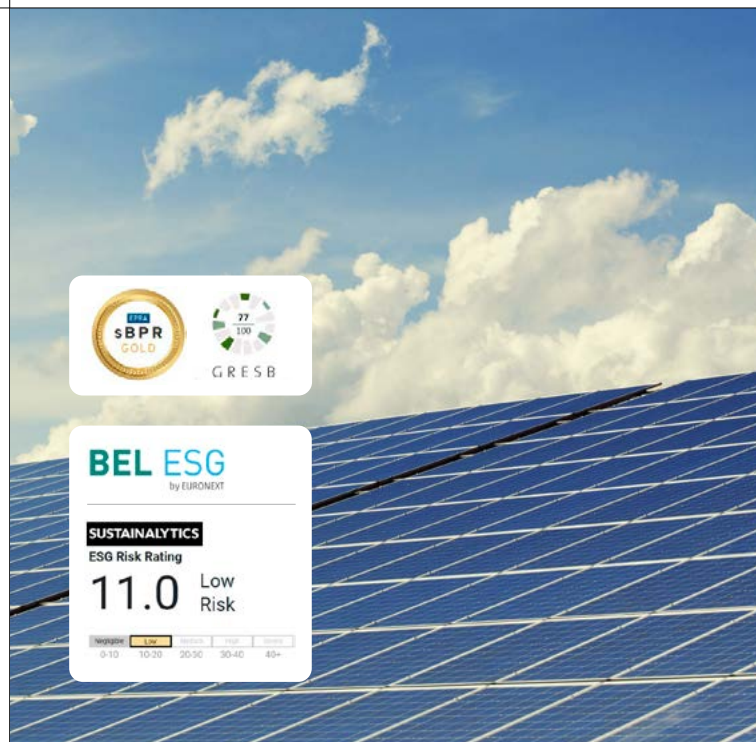 EPRA
sBPR
GOLD
77
100
GRESB
BEL ESG
by EURONEXT
SUSTAINALYTICS
ESG Risk Rating
11.0 Low
Risk
Negligible Low Medium High Severe
0-10 10-20 20-30 30-40 40+